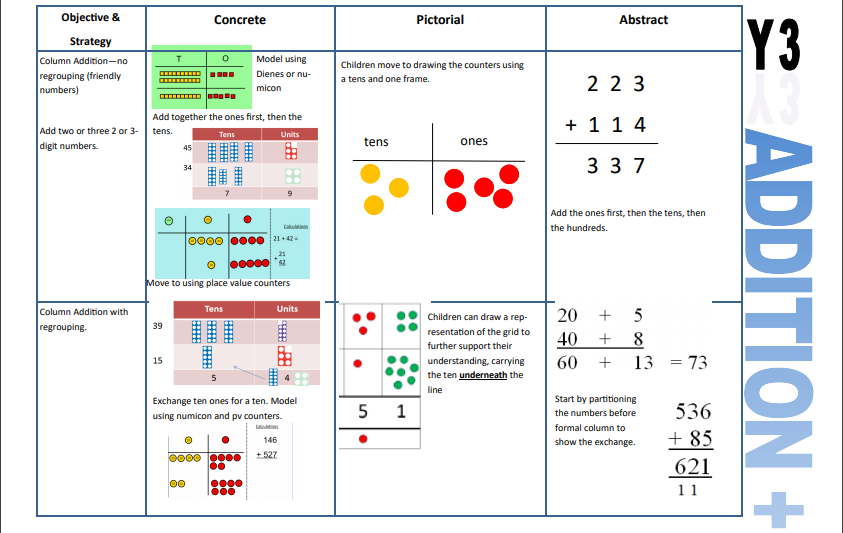 Objective &
Strategy
Concrete
Pictorial
Abstract
Y3
ADDITION +
Column Addition—no
regrouping (friendly
numbers)
Add two or three 2 or 3-
digit numbers.
T O
Model using
Dienes or nu-
micon
Add together the ones first, then the
tens.
Tens Units
45
34
7 9
Calculations
21 + 42 =
21
+ 42
Move to using place value counters
Children move to drawing the counters using
a tens and one frame.
tens ones
2 2 3
+ 1 1 4
3 3 7
Add the ones first, then the tens, then
the hundreds.
Column Addition with
regrouping.
Tens Units
39
15
5 4
Exchange ten ones for a ten. Model
using numicon and pv counters.
Calculations
146
+ 527
Children can draw a rep-
resentation of the grid to
further support their
understanding, carrying
the ten underneath the
line
5 1
20 + 5
40 + 8
60 + 13 = 73
Start by partitioning
the numbers before
formal column to
show the exchange.
536
+ 85
621
1 1